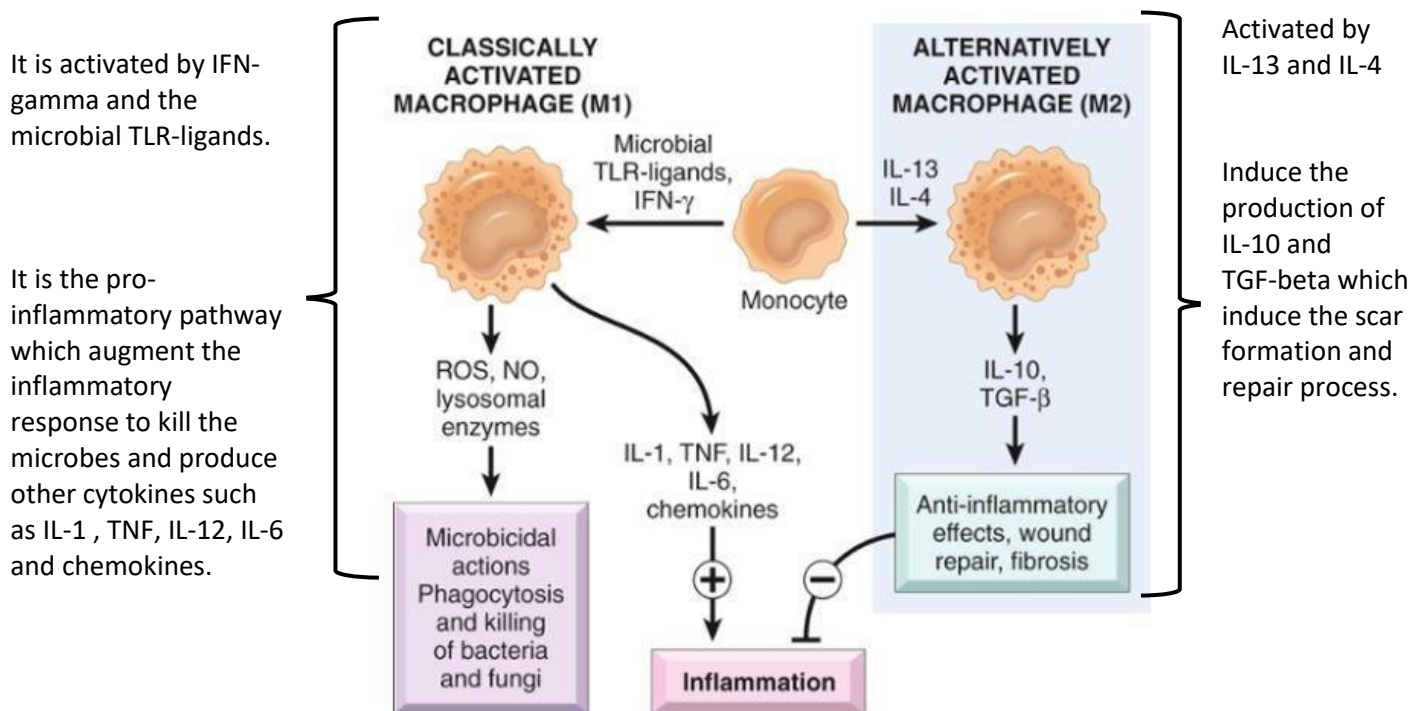 It is activated by IFN-
gamma and the
microbial TLR-ligands.
It is the pro-
inflammatory pathway
which augment the
inflammatory
response to kill the
microbes and produce
other cytokines such
as IL-1 , TNF, IL-12, IL-6
and chemokines.
CLASSICALLY
ACTIVATED
MACROPHAGE (M1)
Microbial
TLR-ligands,
IFN-γ
Monocyte
ROS, NO,
lysosomal
enzymes
IL-1, TNF, IL-12,
IL-6,
chemokines
Microbicidal
actions
Phagocytosis
and killing
of bacteria
and fungi
+
Inflammation
ALTERNATIVELY
ACTIVATED
MACROPHAGE (M2)
IL-13
IL-4
IL-10,
TGF-β
Anti-inflammatory
effects, wound
repair, fibrosis
−
Activated by
IL-13 and IL-4
Induce the
production of
IL-10 and
TGF-beta which
induce the scar
formation and
repair process.